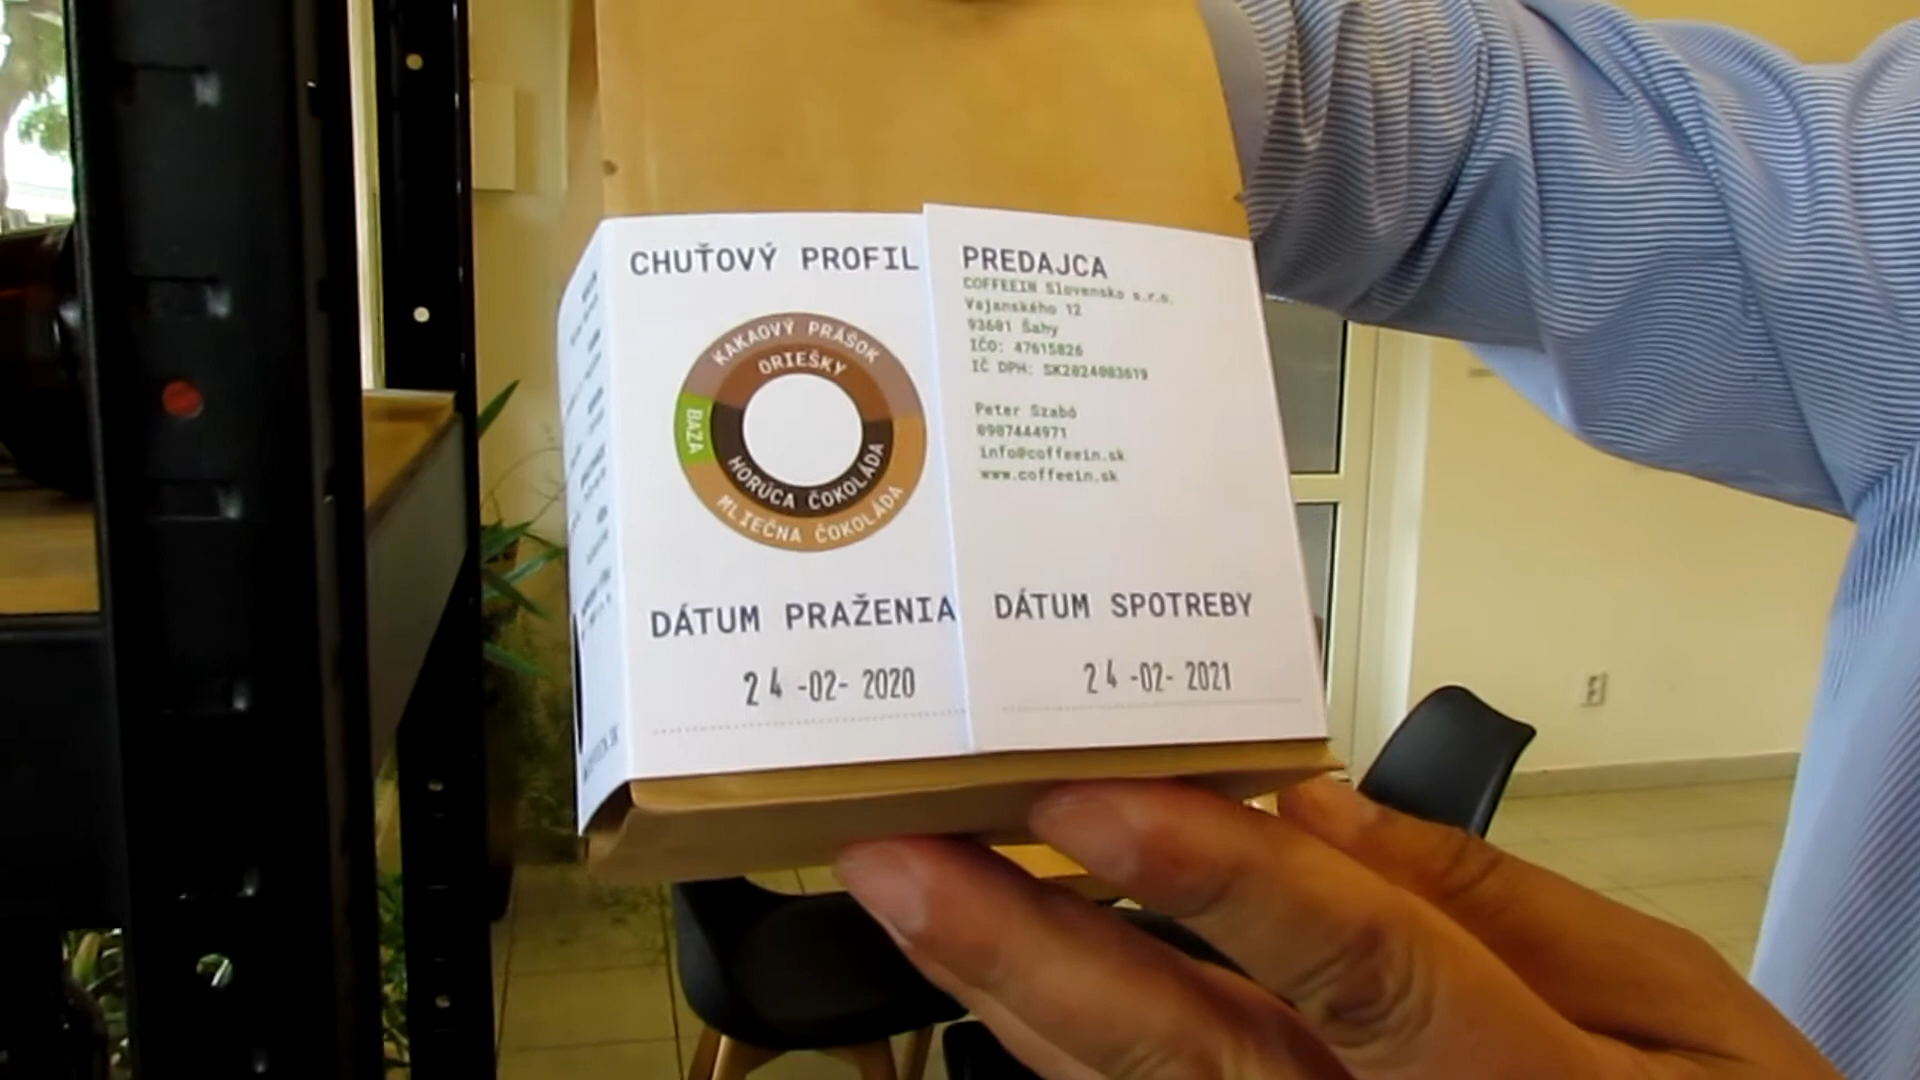 CHUŤOVÝ PROFIL
KAKAOVÝ PRÁŠOK
ORIEŠKY
BAZA
HORÚCA ČOKOLÁDA
MLIEČNA ČOKOLÁDA
DÁTUM PRAŽENIA
24-02-2020
PREDAJCA
COFFEEIN Slovensko s.r.o.
Vajanského 12
93601 Šahy
IČO: 47615826
IČ DPH: SK2024003619
Peter Szabó
0907444971
info@coffeein.sk
www.coffeein.sk
DÁTUM SPOTREBY
24-02-2021